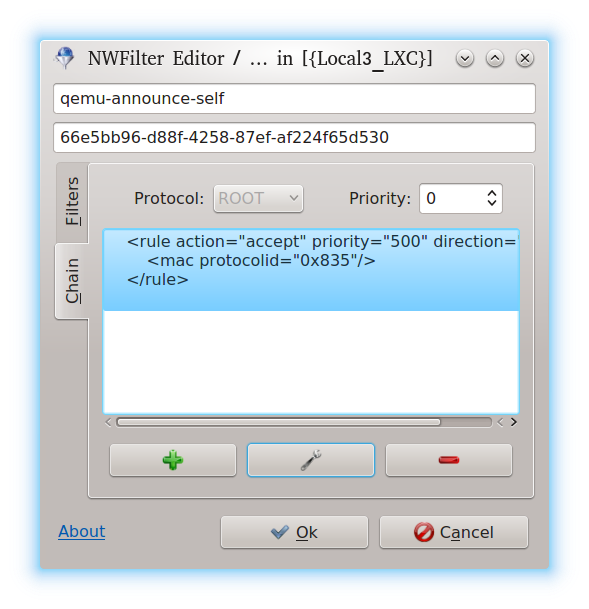 NWFilter Editor / ... in [{Local3_LXC}]
qemu-announce-self
66e5bb96-d88f-4258-87ef-af224f65d530
Filters
Chain
Protocol: ROOT Priority: 0
<rule action="accept" priority="500" direction="
<mac protocolid="0x835"/>
</rule>
About Ok Cancel